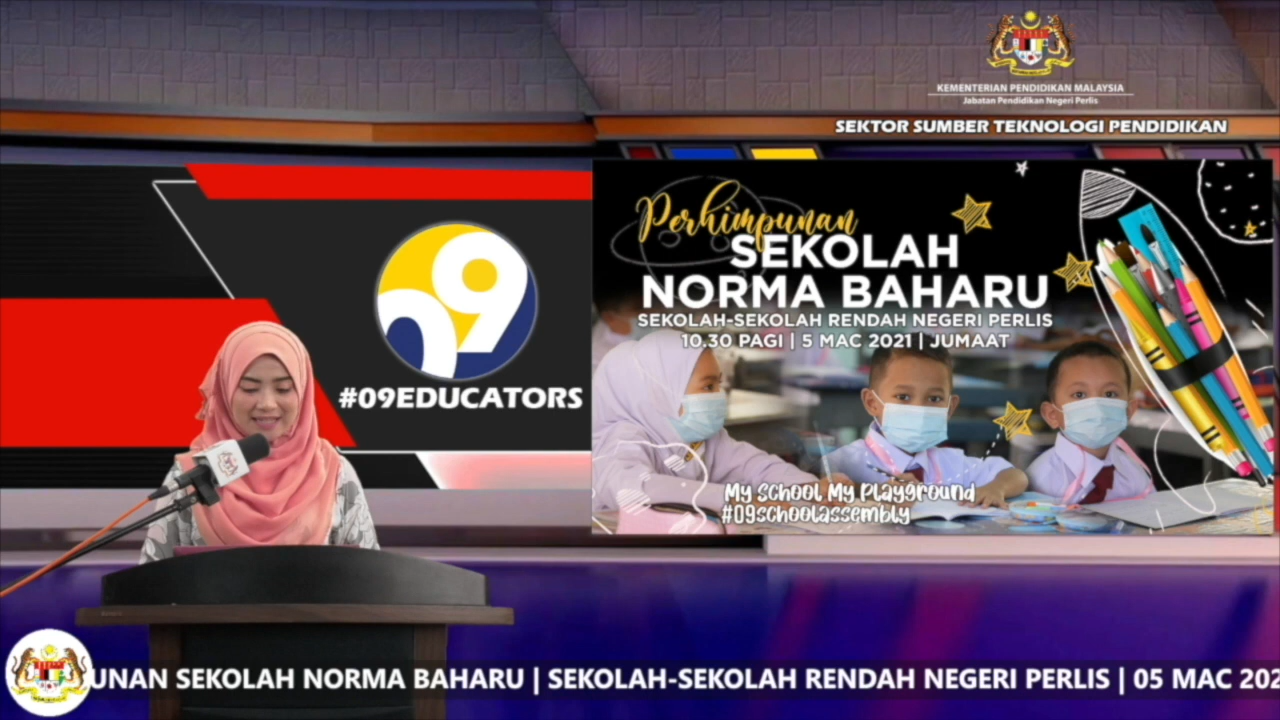 KEMENTERIAN PENDIDIKAN MALAYSIA
Jabatan Pendidikan Negeri Perlis
SEKTOR SUMBER TEKNOLOGI PENDIDIKAN
09
#09EDUCATORS
Perhimpunan
SEKOLAH
NORMA BAHARU
SEKOLAH-SEKOLAH RENDAH NEGERI PERLIS
10.30 PAGI | 5 MAC 2021 | JUMAAT
My School My Playground
#09schoolassembly
UNAN SEKOLAH NORMA BAHARU | SEKOLAH-SEKOLAH RENDAH NEGERI PERLIS | 05 MAC 202